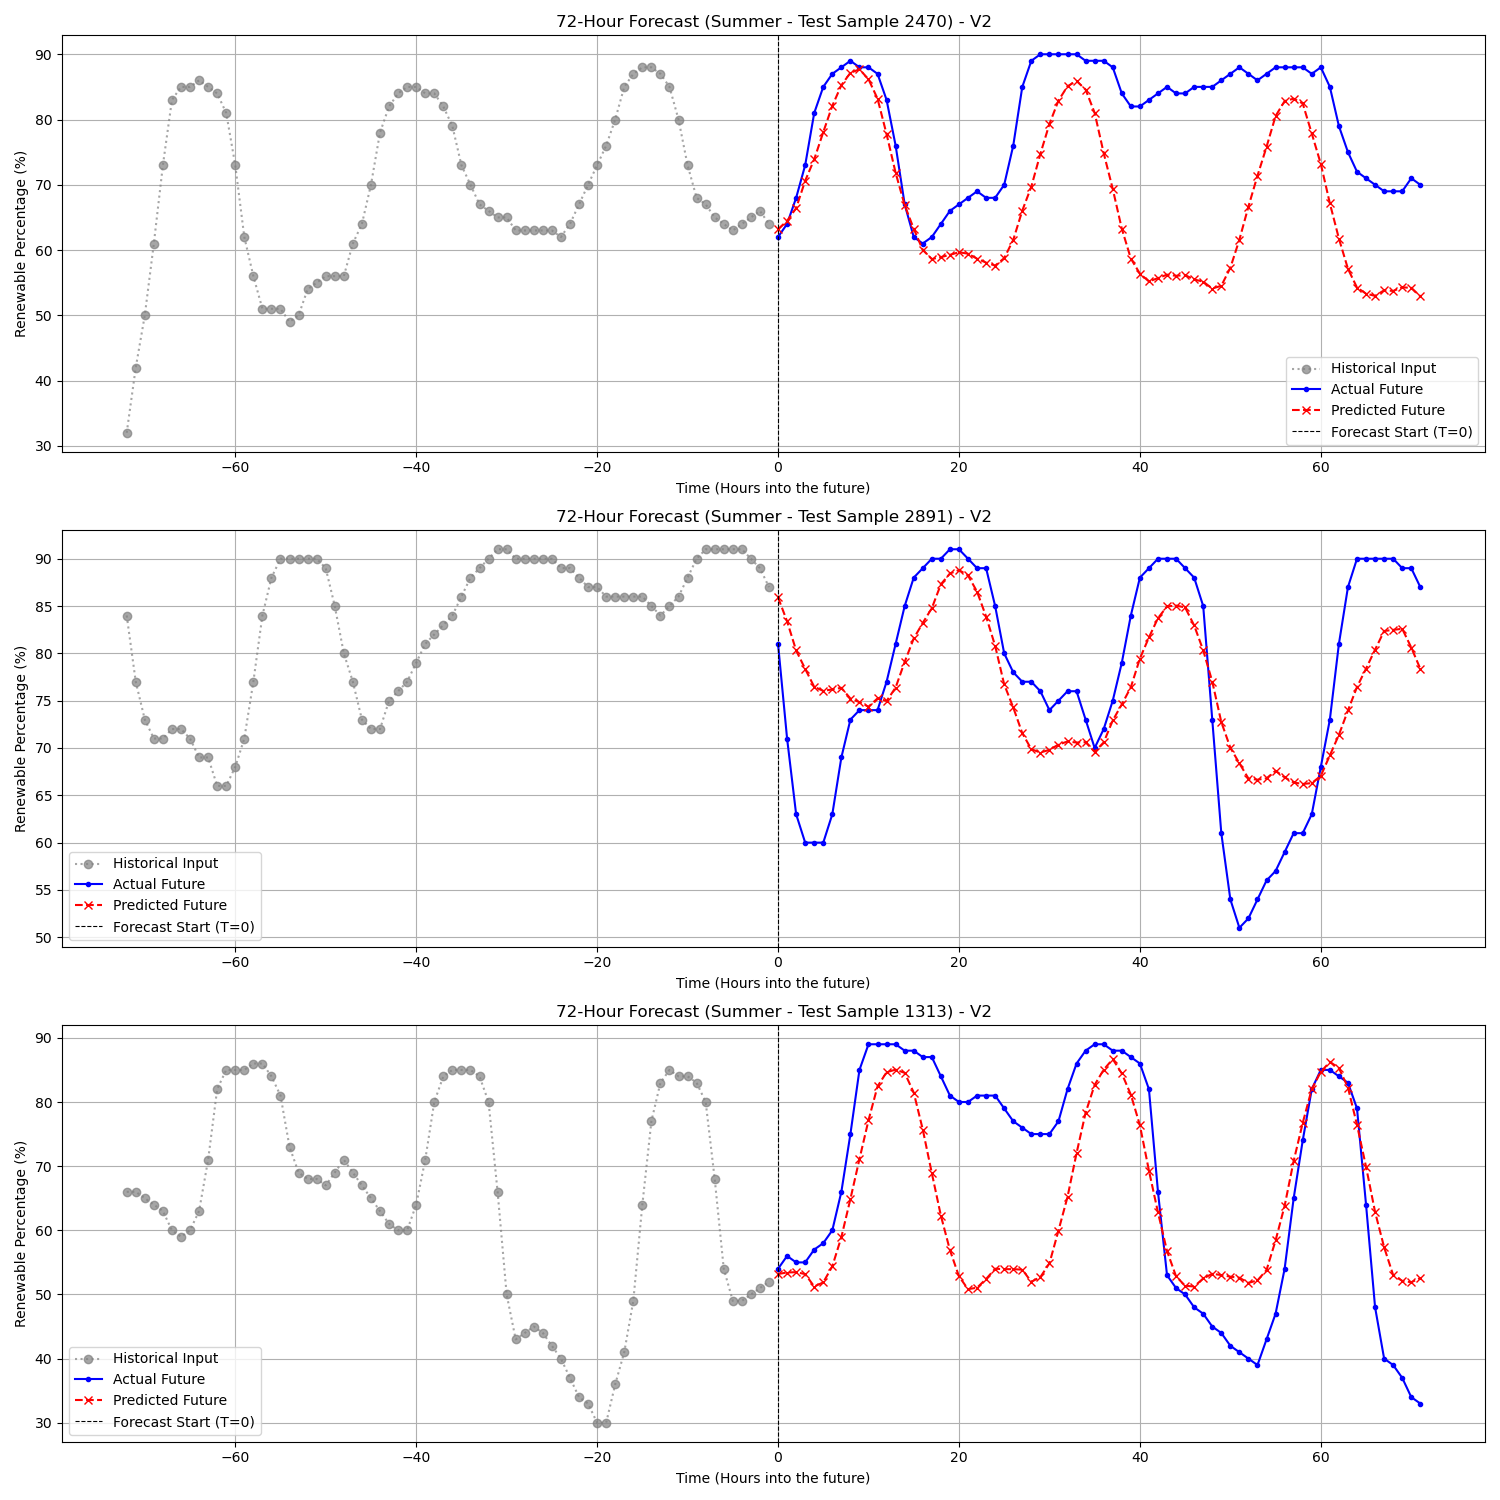 72-Hour Forecast (Summer - Test Sample 2470) - V2
Renewable Percentage (%)
90
80
70
60
50
40
30
Historical Input
Actual Future
Predicted Future
Forecast Start (T=0)
−60 −40 −20 0 20 40 60
Time (Hours into the future)
72-Hour Forecast (Summer - Test Sample 2891) - V2
Renewable Percentage (%)
90
85
80
75
70
65
60
55
50
Historical Input
Actual Future
Predicted Future
Forecast Start (T=0)
−60 −40 −20 0 20 40 60
Time (Hours into the future)
72-Hour Forecast (Summer - Test Sample 1313) - V2
Renewable Percentage (%)
90
80
70
60
50
40
30
Historical Input
Actual Future
Predicted Future
Forecast Start (T=0)
−60 −40 −20 0 20 40 60
Time (Hours into the future)